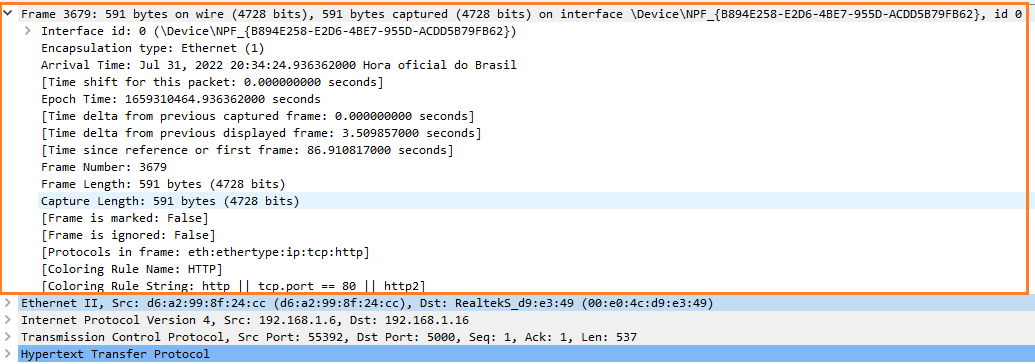 Frame 3679: 591 bytes on wire (4728 bits), 591 bytes captured (4728 bits) on interface \Device\NPF_{B894E258-E2D6-4BE7-955D-ACDD5B79FB62}, id 0
Interface id: 0 (\Device\NPF_{B894E258-E2D6-4BE7-955D-ACDD5B79FB62})
Encapsulation type: Ethernet (1)
Arrival Time: Jul 31, 2022 20:34:24.936362000 Hora oficial do Brasil
[Time shift for this packet: 0.000000000 seconds]
Epoch Time: 1659310464.936362000 seconds
[Time delta from previous captured frame: 0.000000000 seconds]
[Time delta from previous displayed frame: 3.509857000 seconds]
[Time since reference or first frame: 86.910817000 seconds]
Frame Number: 3679
Frame Length: 591 bytes (4728 bits)
Capture Length: 591 bytes (4728 bits)
[Frame is marked: False]
[Frame is ignored: False]
[Protocols in frame: eth:ethertype:ip:tcp:http]
[Coloring Rule Name: HTTP]
[Coloring Rule String: http || tcp.port == 80 || http2]
Ethernet II, Src: d6:a2:99:8f:24:cc (d6:a2:99:8f:24:cc), Dst: RealtekS_d9:e3:49 (00:e0:4c:d9:e3:49)
Internet Protocol Version 4, Src: 192.168.1.6, Dst: 192.168.1.16
Transmission Control Protocol, Src Port: 55392, Dst Port: 5000, Seq: 1, Ack: 1, Len: 537
Hypertext Transfer Protocol